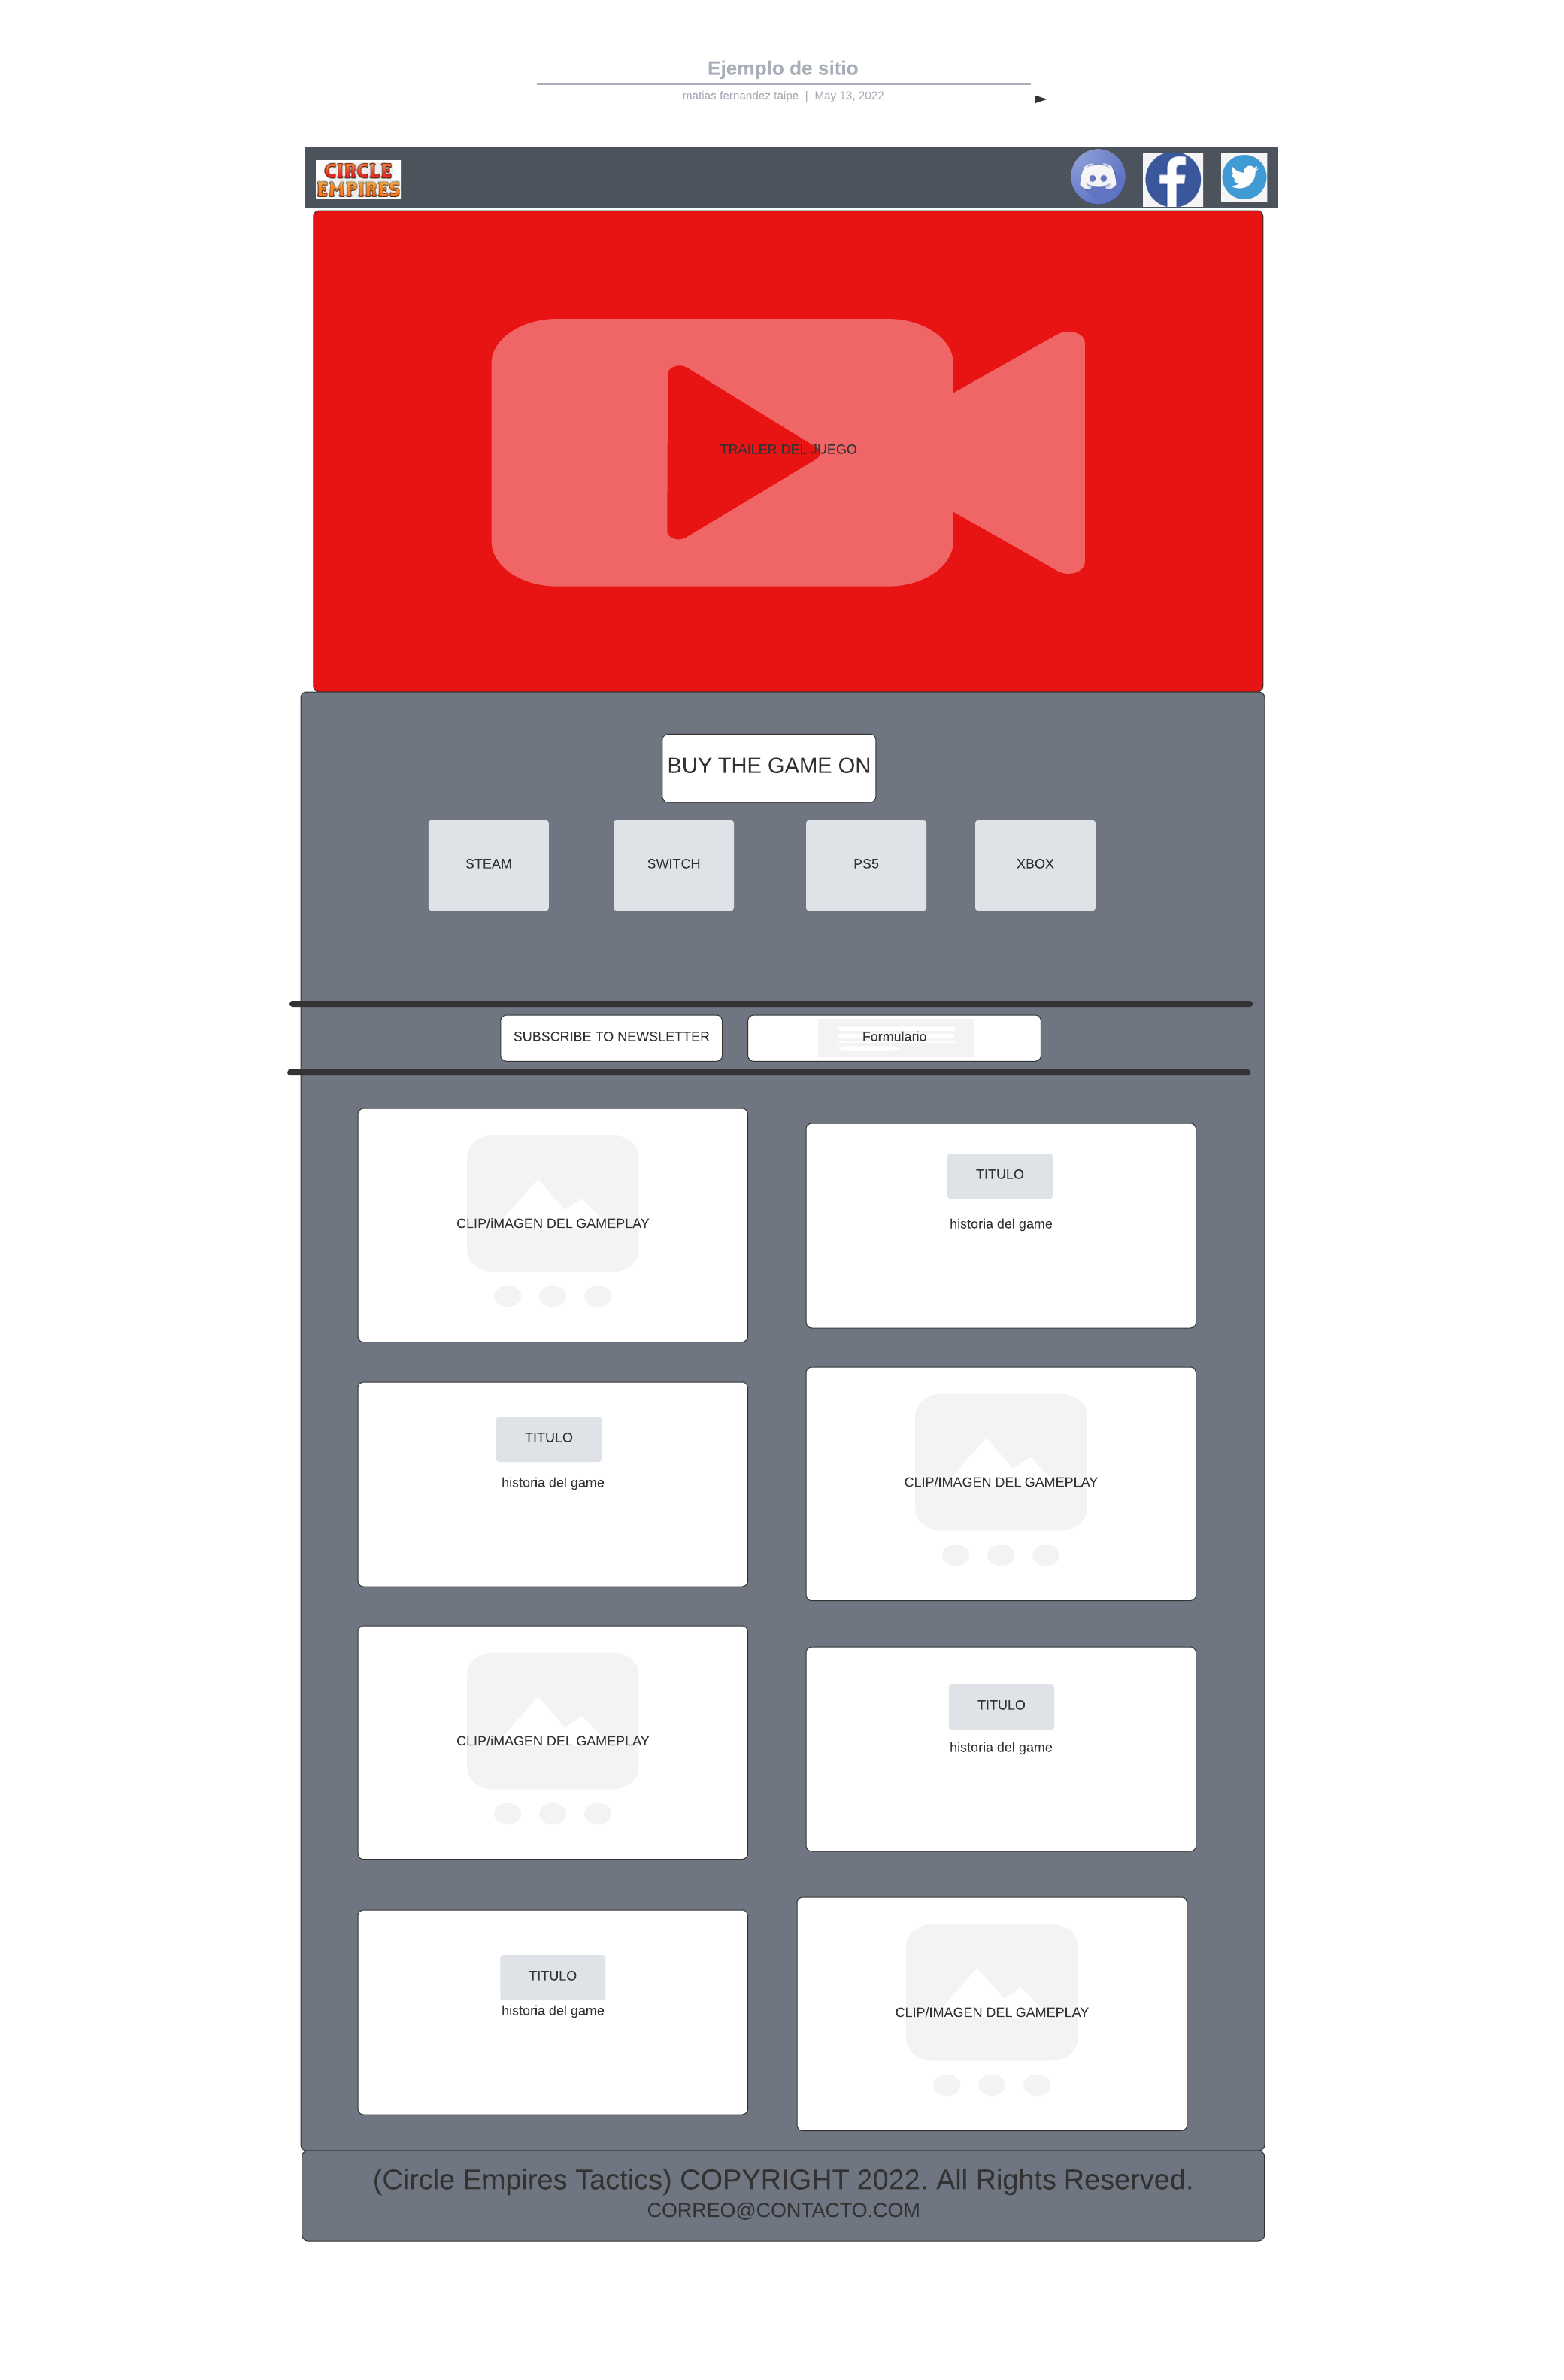 Ejemplo de sitio
matias fernandez taipe | May 13, 2022
CIRCLE
EMPIRES
TRAILER DEL JUEGO
BUY THE GAME ON
STEAM
SWITCH
PS5
XBOX
SUBSCRIBE TO NEWSLETTER
Formulario
CLIP/iMAGEN DEL GAMEPLAY
TITULO
historia del game
TITULO
historia del game
CLIP/IMAGEN DEL GAMEPLAY
CLIP/iMAGEN DEL GAMEPLAY
TITULO
historia del game
TITULO
historia del game
CLIP/IMAGEN DEL GAMEPLAY
(Circle Empires Tactics) COPYRIGHT 2022. All Rights Reserved.
CORREO@CONTACTO.COM